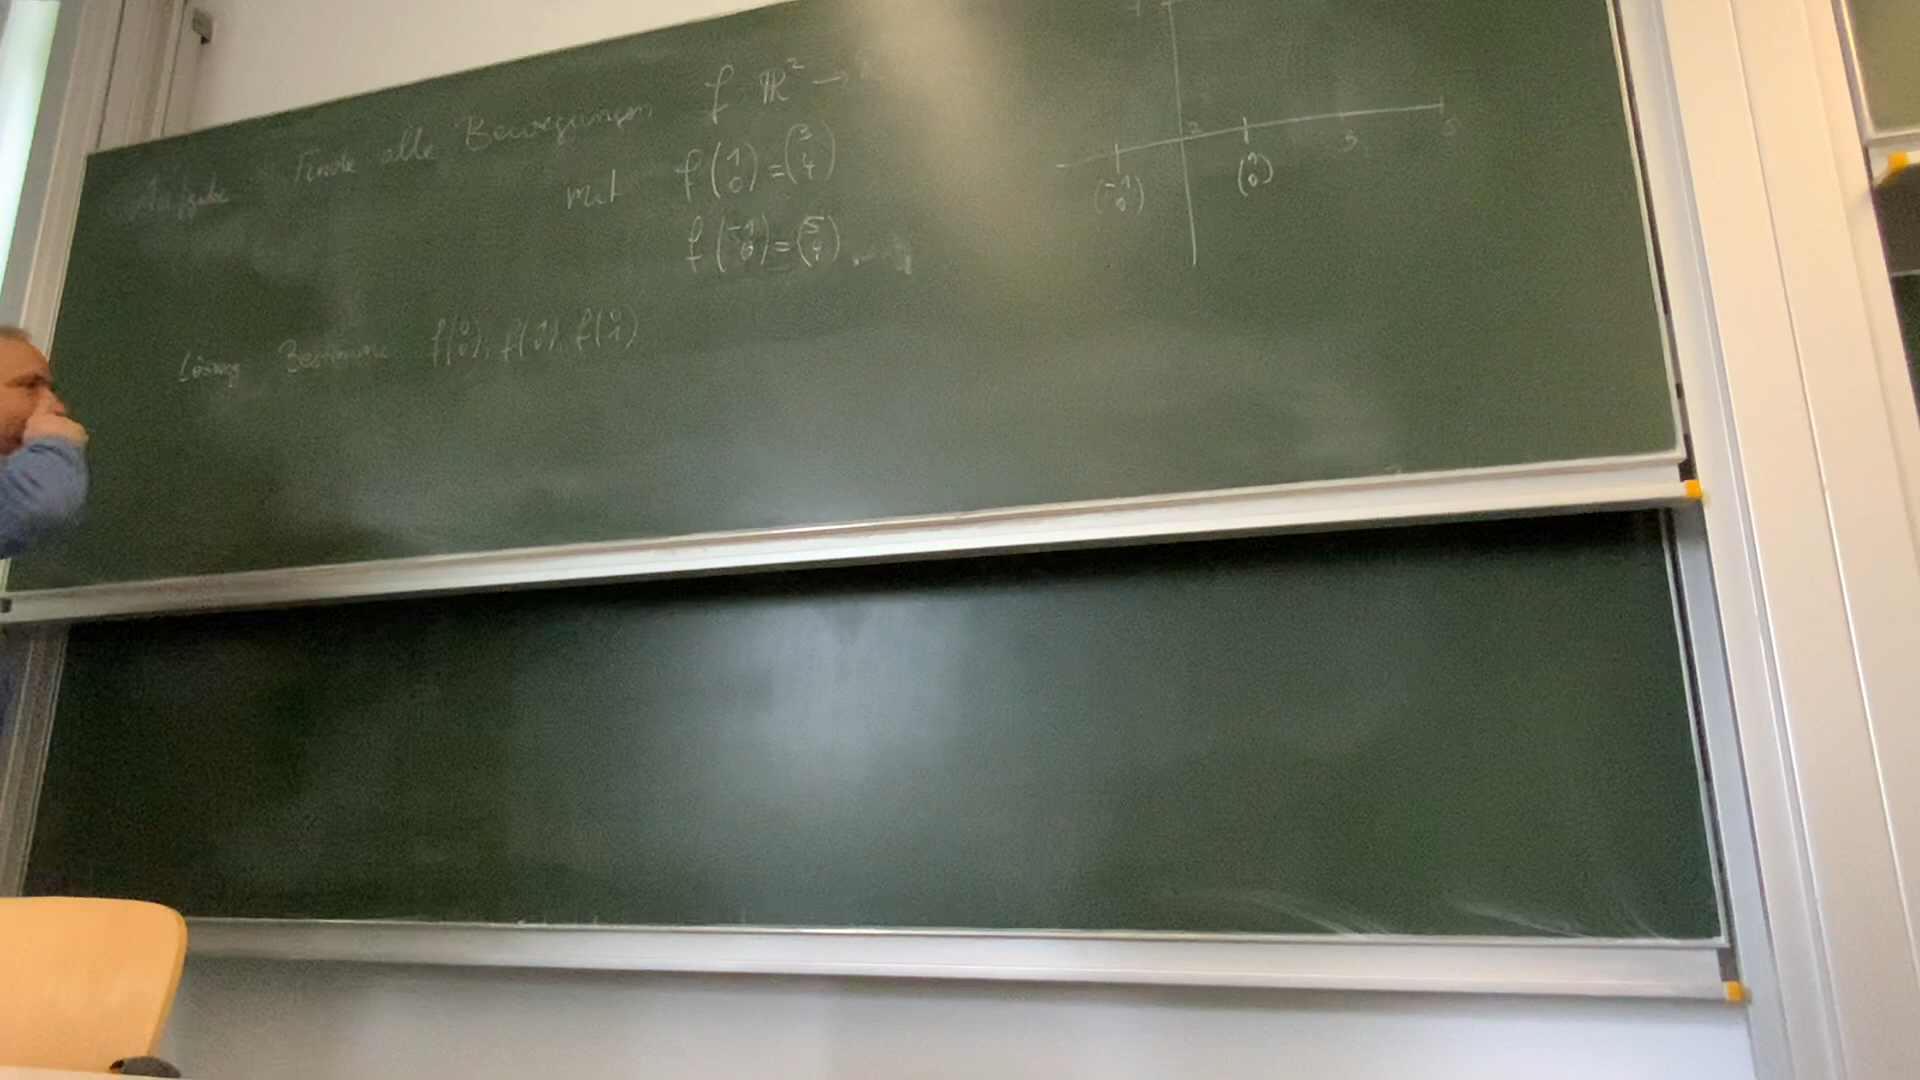 Aufgabe Finde alle Bewegungen f: ℝ² →
mit f(1 0) = (3 4)
f(-1 0) = (5 4).
Lösung Bestimme f(0 0), f(1 0), f(0 1)
2 3 5
(-1 0) (1 0)